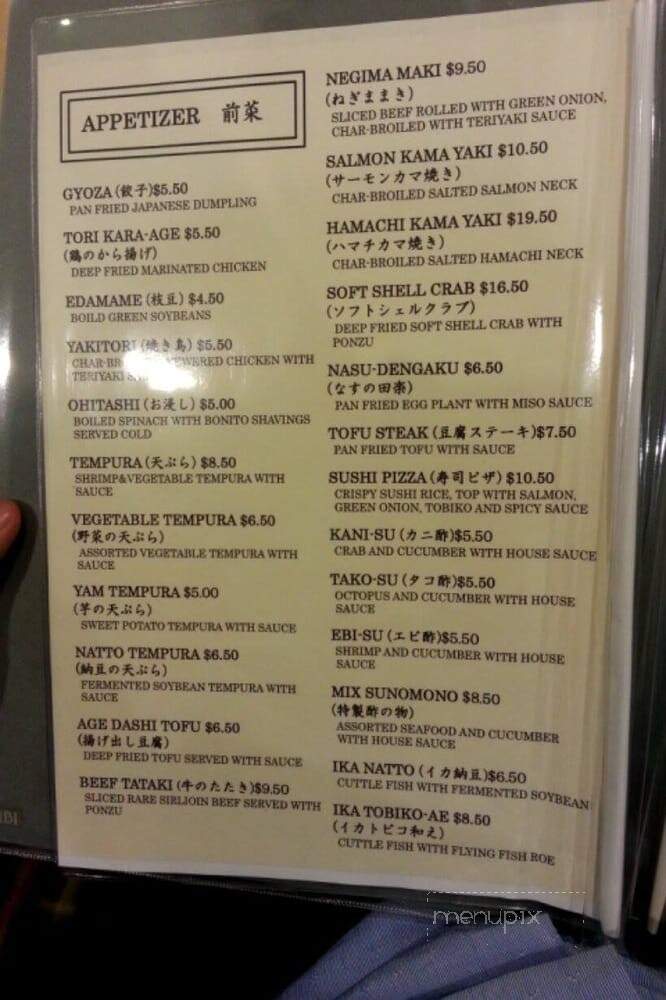 APPETIZER 前菜
GYOZA (餃子)$5.50
PAN FRIED JAPANESE DUMPLING
TORI KARA-AGE $5.50
(鶏のから揚げ)
DEEP FRIED MARINATED CHICKEN
EDAMAME (枝豆) $4.50
BOILD GREEN SOYBEANS
YAKITORI (焼き鳥) $5.50
SKEWERED CHICKEN WITH
TERIYAKI
OHITASHI (お浸し) $5.00
BOILED SPINACH WITH BONITO SHAVINGS
SERVED COLD
TEMPURA (天ぷら) $8.50
SHRIMP&VEGETABLE TEMPURA WITH
SAUCE
VEGETABLE TEMPURA $6.50
(野菜の天ぷら)
ASSORTED VEGETABLE TEMPURA WITH
SAUCE
YAM TEMPURA $5.00
(芋の天ぷら)
SWEET POTATO TEMPURA WITH SAUCE
NATTO TEMPURA $6.50
(納豆の天ぷら)
FERMENTED SOYBEAN TEMPURA WITH
SAUCE
AGE DASHI TOFU $6.50
(揚げ出し豆腐)
DEEP FRIED TOFU SERVED WITH SAUCE
BEEF TATAKI (牛のたたき)$9.50
SLICED RARE SIRLJOIN BEEF SERVED WITH
PONZU
NEGIMA MAKI $9.50
(ねぎままき)
SLICED BEEF ROLLED WITH GREEN ONION,
CHAR-BROILED WITH TERIYAKI SAUCE
SALMON KAMA YAKI $10.50
(サーモンカマ焼き)
CHAR-BROILED SALTED SALMON NECK
HAMACHI KAMA YAKI $19.50
(ハマチカマ焼き)
CHAR-BROILED SALTED HAMACHI NECK
SOFT SHELL CRAB $16.50
(ソフトシェルクラブ)
DEEP FRIED SOFT SHELL CRAB WITH
PONZU
NASU-DENGAKU $6.50
(なすの田楽)
PAN FRIED EGG PLANT WITH MISO SAUCE
TOFU STEAK (豆腐ステーキ)$7.50
PAN FRIED TOFU WITH SAUCE
SUSHI PIZZA (寿司ピザ) $10.50
CRISPY SUSHI RICE, TOP WITH SALMON,
GREEN ONION, TOBIKO AND SPICY SAUCE
KANI-SU (カニ酢)$5.50
CRAB AND CUCUMBER WITH HOUSE SAUCE
TAKO-SU (タコ酢)$5.50
OCTOPUS AND CUCUMBER WITH HOUSE
SAUCE
EBI-SU (エビ酢)$5.50
SHRIMP AND CUCUMBER WITH HOUSE
SAUCE
MIX SUNOMONO $8.50
(特製酢の物)
ASSORTED SEAFOOD AND CUCUMBER
WITH HOUSE SAUCE
IKA NATTO (イカ納豆)$6.50
CUTTLE FISH WITH FERMENTED SOYBEAN
IKA TOBIKO-AE $8.50
(イカトビコ和え)
CUTTLE FISH WITH FLYING FISH ROE
menupix